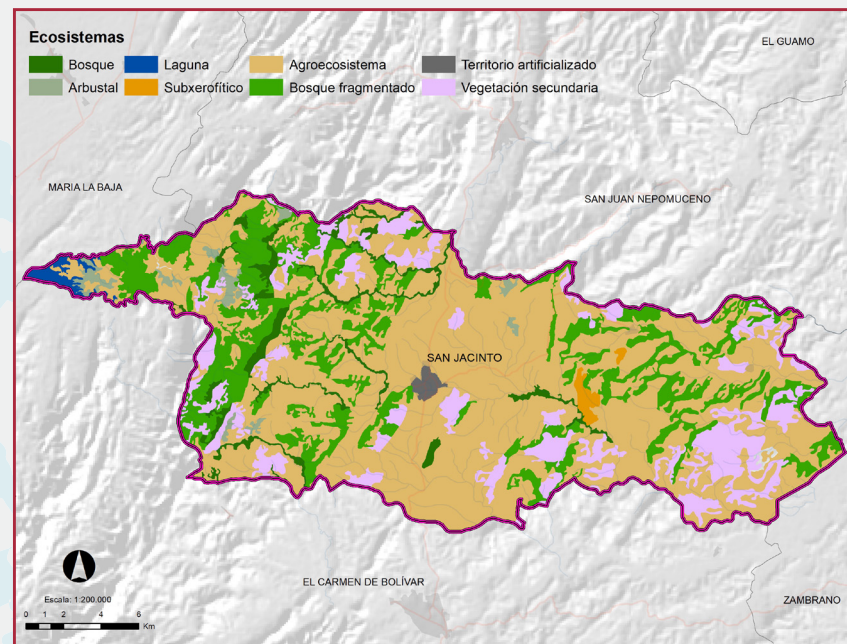 Ecosistemas
Bosque Laguna Agroecosistema Territorio artificializado
Arbustal Subxerofítico Bosque fragmentado Vegetación secundaria
EL GUAMO
MARIA LA BAJA
SAN JUAN NEPOMUCENO
SAN JACINTO
EL CARMEN DE BOLÍVAR
ZAMBRANO
Escala: 1:200.000
0 1 2 4 6
Km